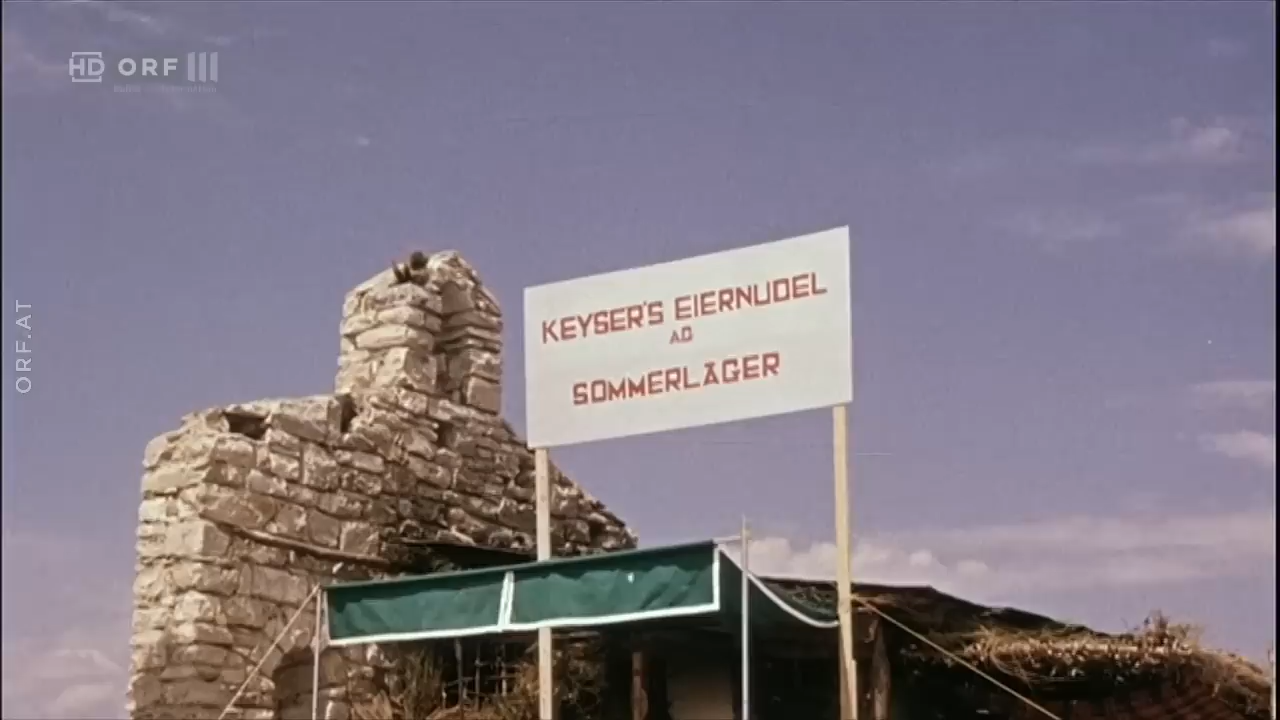 HD ORF III
ORF.AT
KEYSER'S EIERNUDEL
AG
SOMMERLÄGER